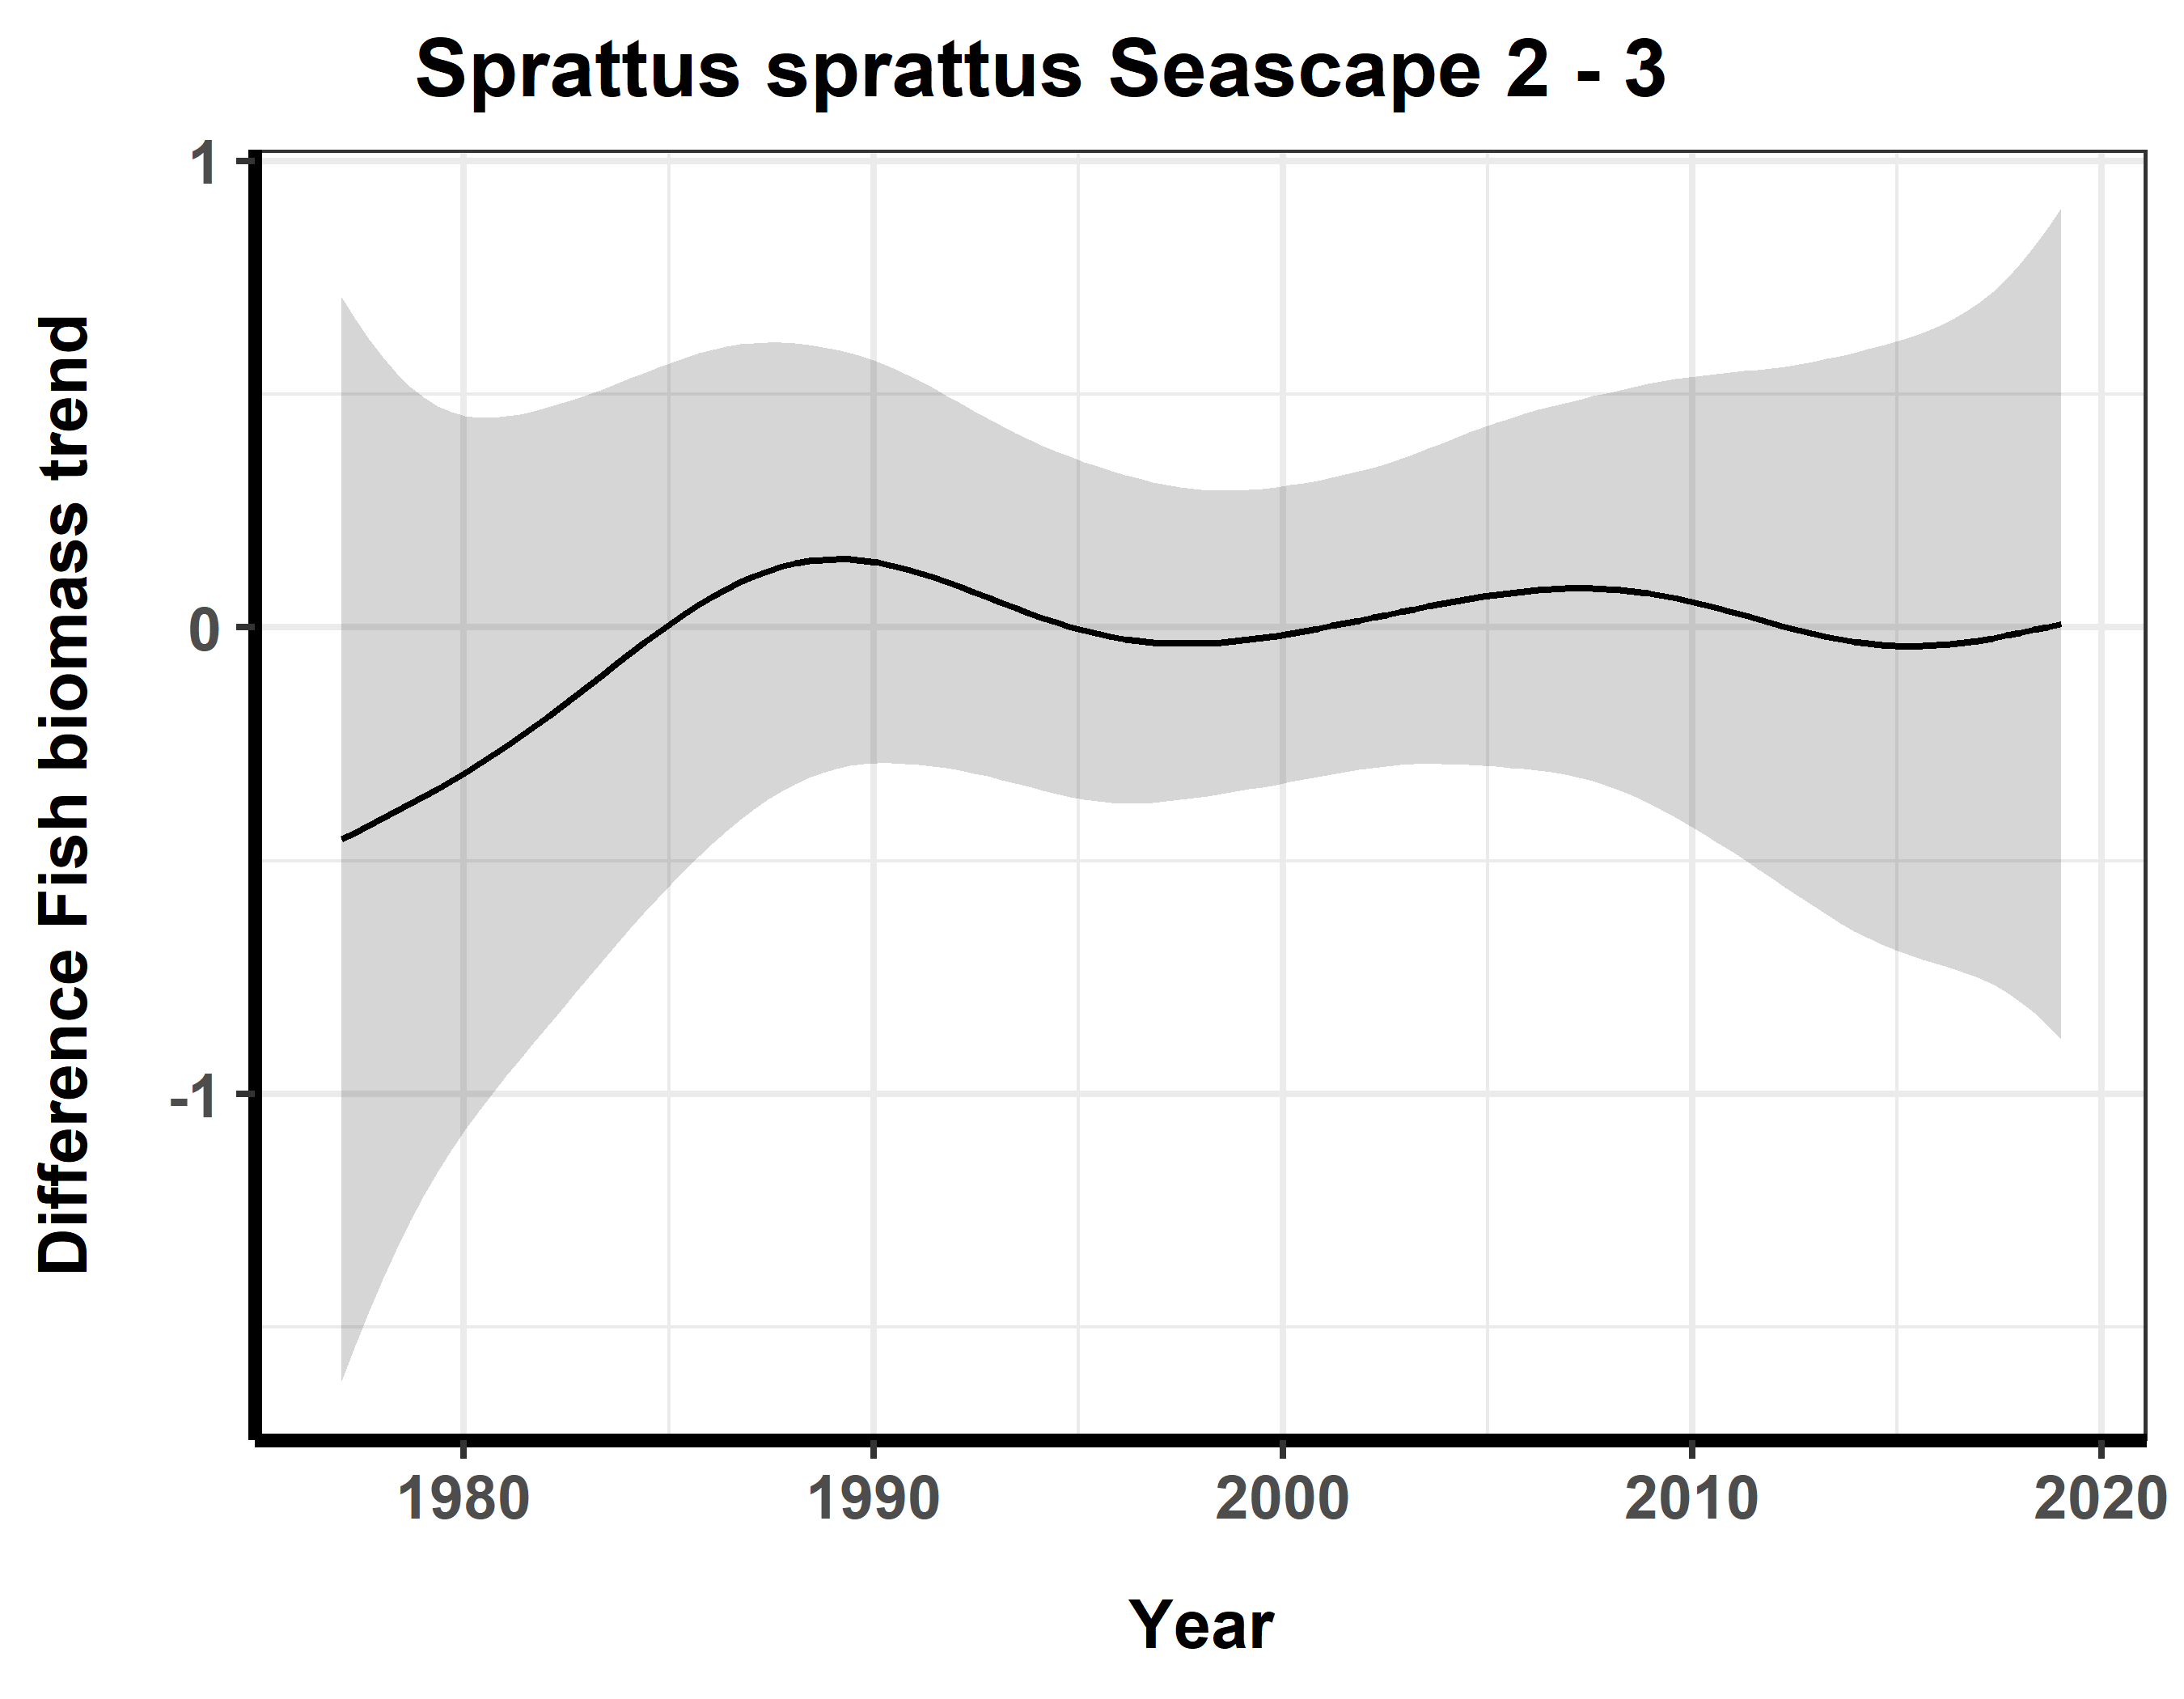 Sprattus sprattus Seascape 2 - 3
Difference Fish biomass trend
1
0
-1
1980 1990 2000 2010 2020
Year